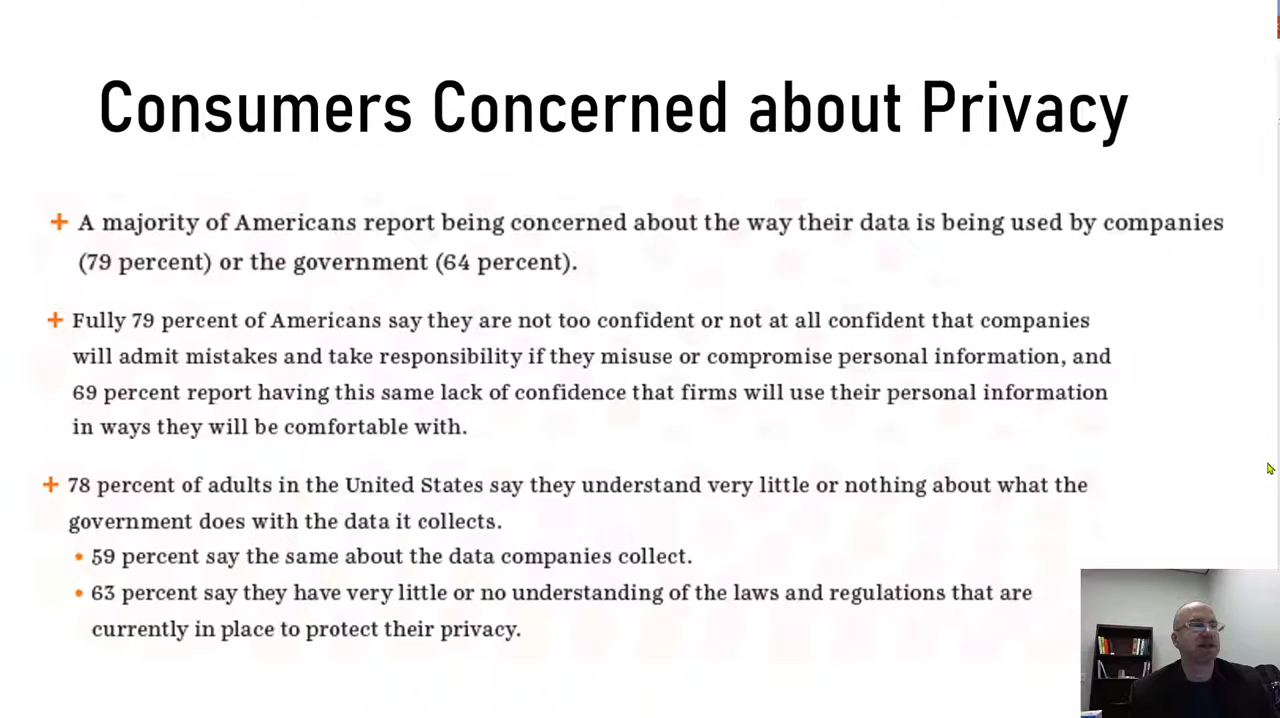 Consumers Concerned about Privacy
+ A majority of Americans report being concerned about the way their data is being used by companies
(79 percent) or the government (64 percent).
+ Fully 79 percent of Americans say they are not too confident or not at all confident that companies
will admit mistakes and take responsibility if they misuse or compromise personal information, and
69 percent report having this same lack of confidence that firms will use their personal information
in ways they will be comfortable with.
+ 78 percent of adults in the United States say they understand very little or nothing about what the
government does with the data it collects.
• 59 percent say the same about the data companies collect.
• 63 percent say they have very little or no understanding of the laws and regulations that are
currently in place to protect their privacy.